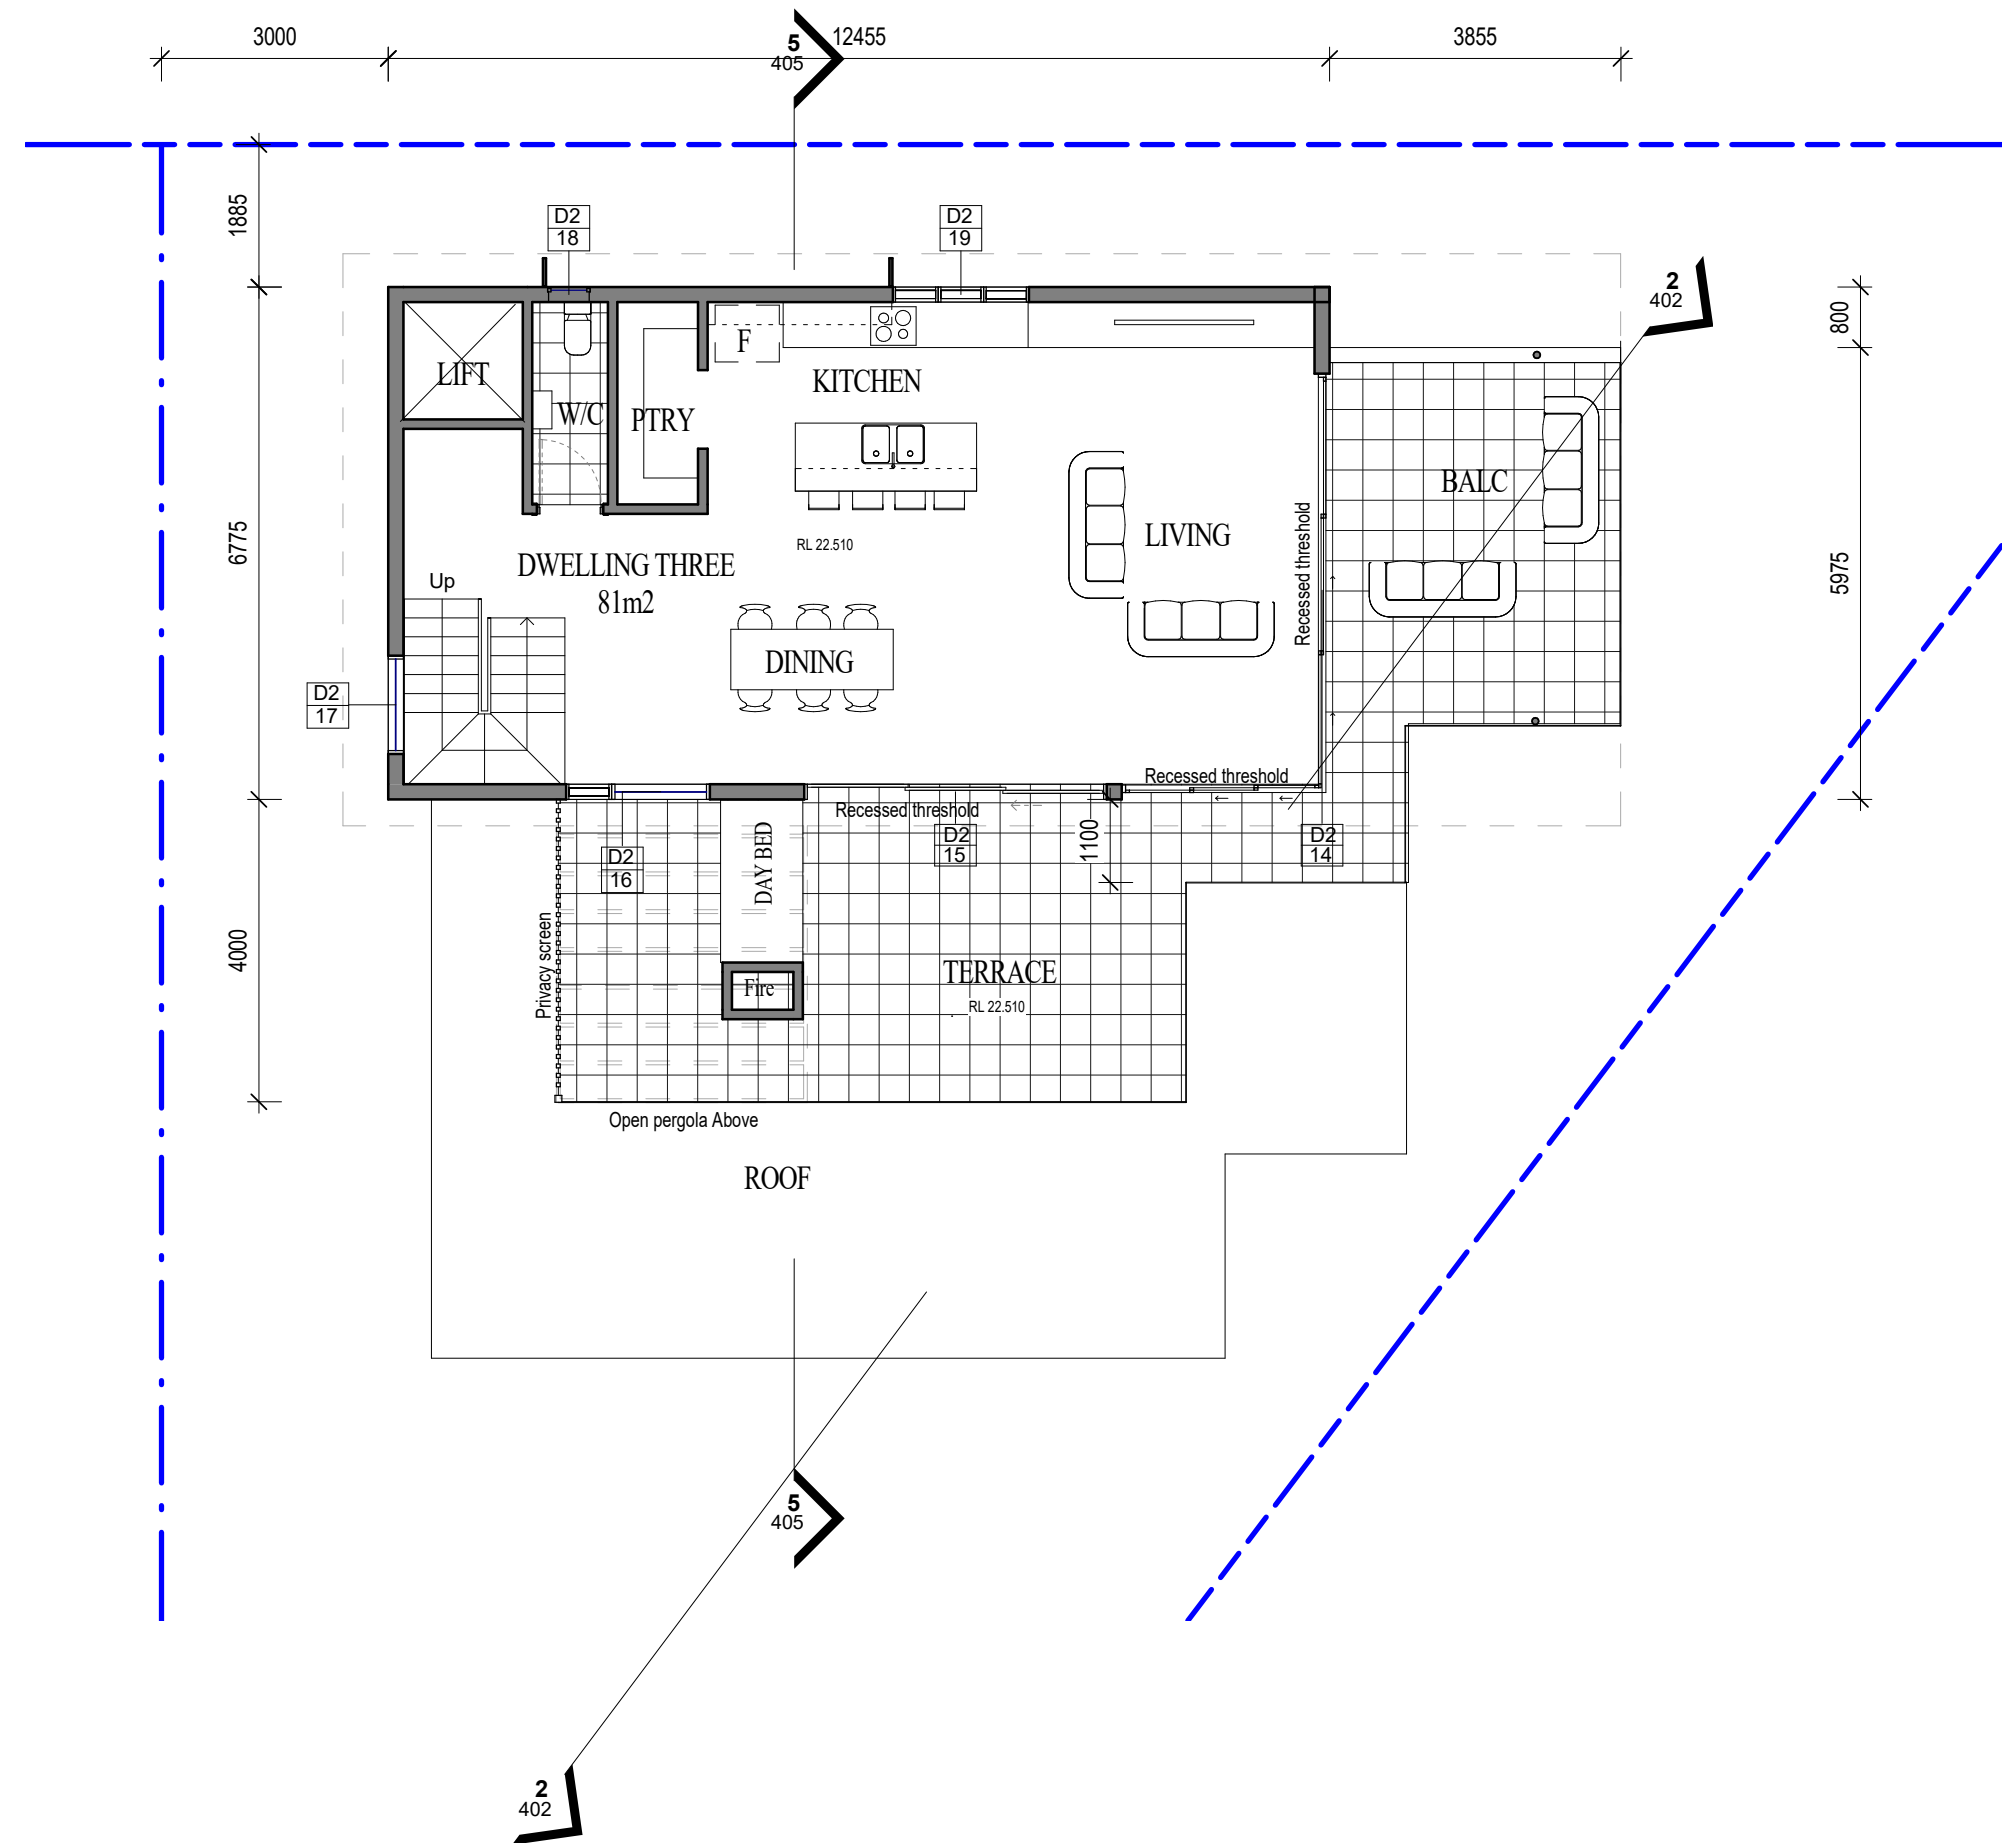 3000
12455
3855
5
405
1885
D2
18
D2
19
2
402
800
LIFT
W/C
PTRY
F
KITCHEN
BALC
6775
LIVING
Recessed threshold
RL 22.510
DWELLING THREE
81m2
Up
5975
DINING
D2
17
Recessed threshold
Recessed threshold
D2
16
DAY BED
D2
15
1100
D2
14
4000
Privacy screen
Fire
TERRACE
RL 22.510
Open pergola Above
ROOF
5
405
2
402